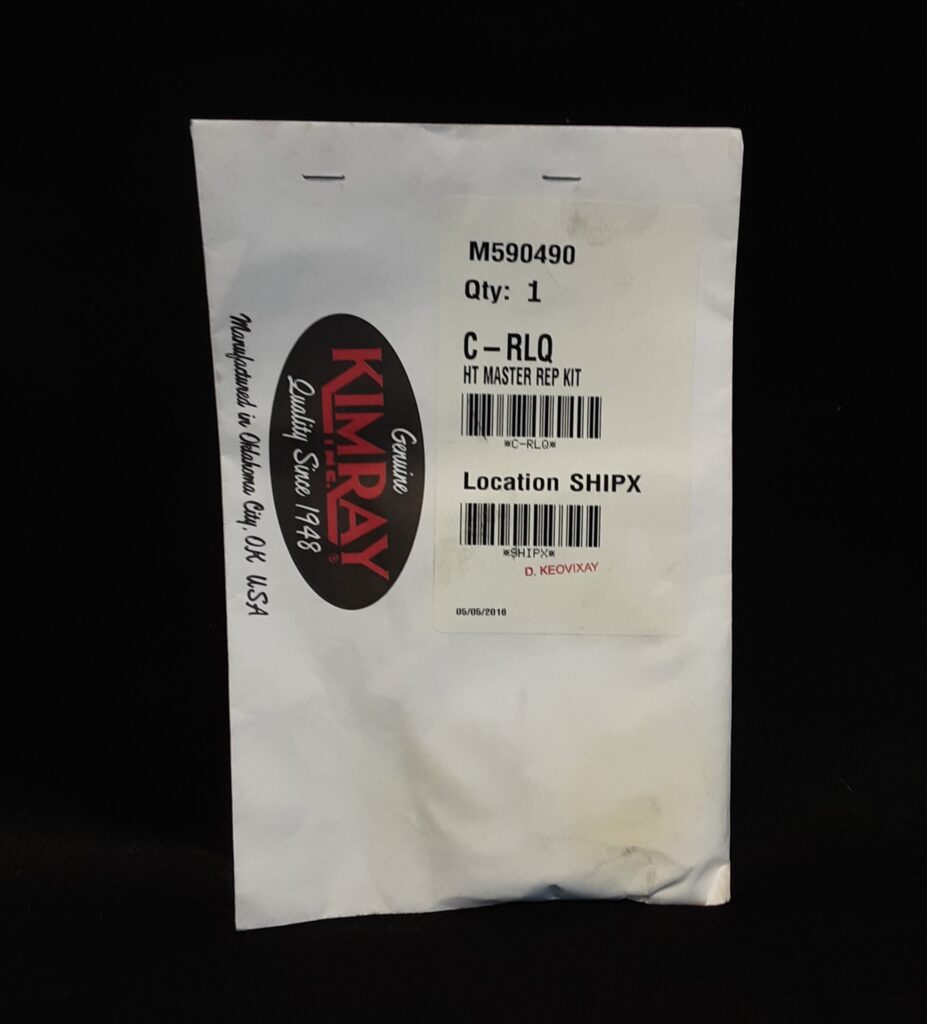 M590490
Qty: 1
C-RLQ
HT MASTER REP KIT
*C-RLQ*
Location SHIPX
*SHIPX*
D. KEOVIXAY
05/05/2016
Genuine
KIMRAY
INC.®
Quality Since 1948
Manufactured in Oklahoma City, OK USA